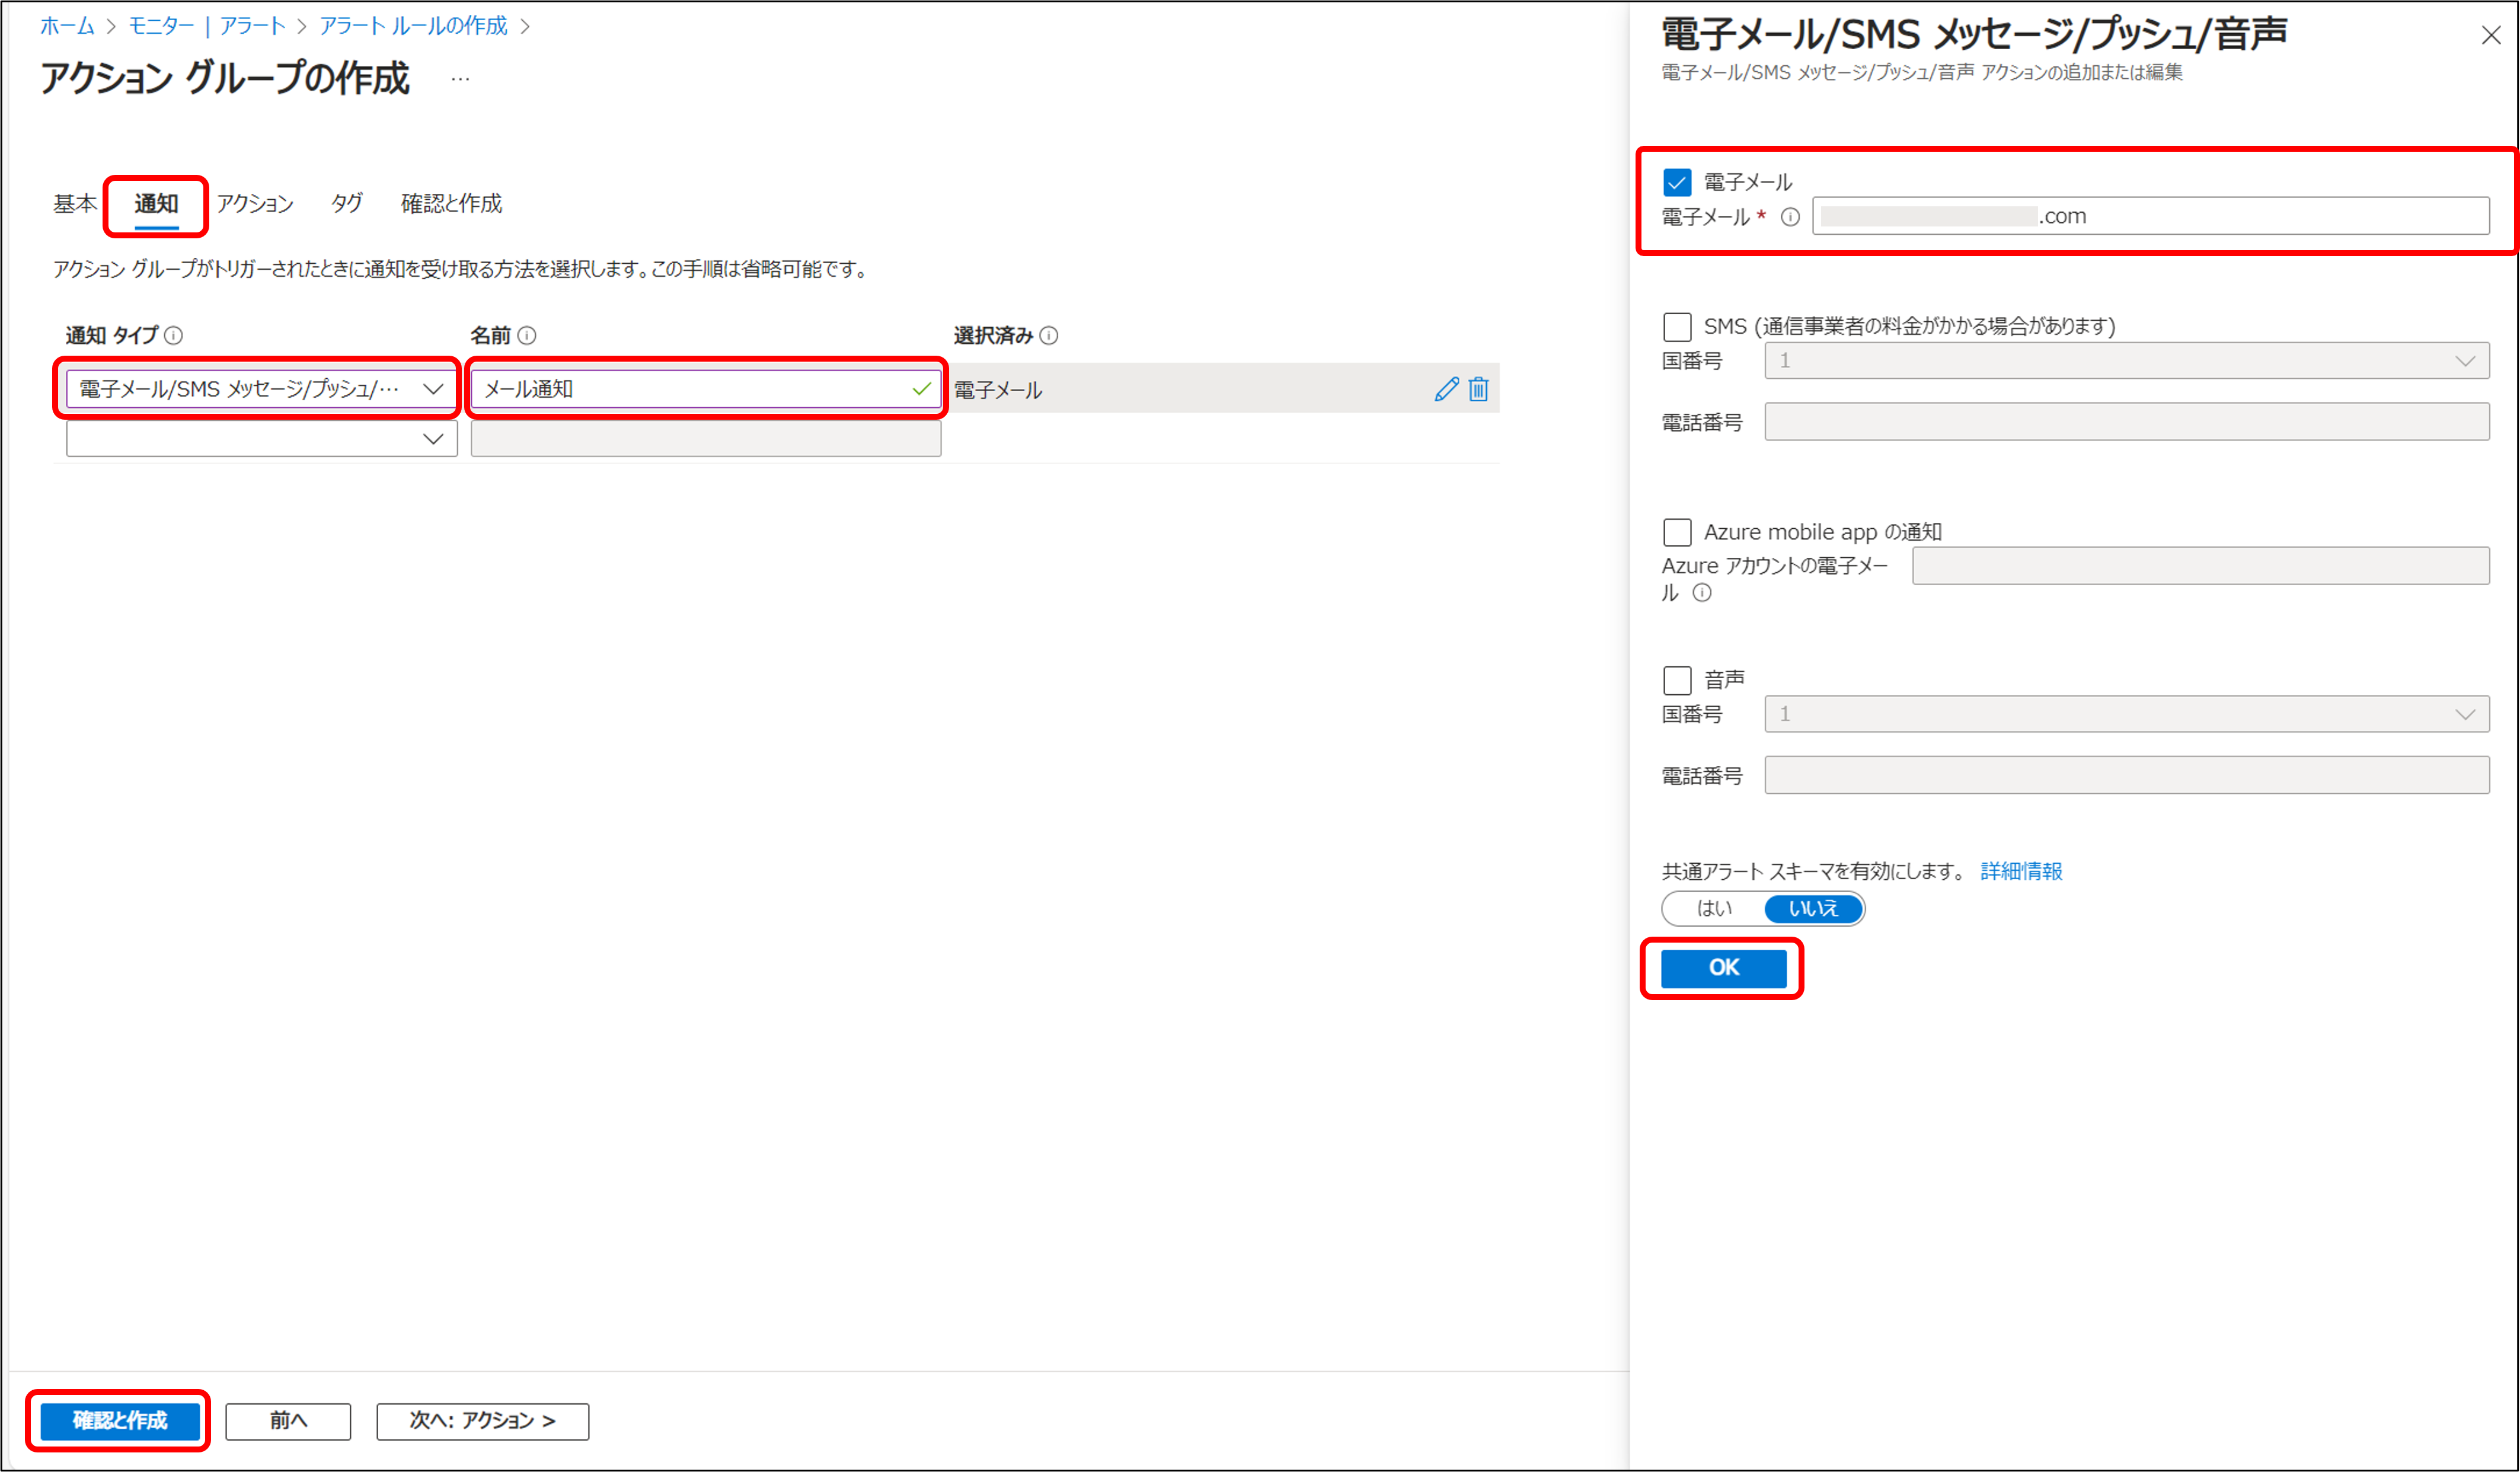 ホーム > モニター | アラート > アラート ルールの作成 >
アクション グループの作成 …
基本 通知 アクション タグ 確認と作成
アクション グループがトリガーされたときに通知を受け取る方法を選択します。この手順は省略可能です。
通知 タイプ 名前 選択済み
電子メール/SMS メッセージ/プッシュ/… メール通知 電子メール
確認と作成 前へ 次へ: アクション >
電子メール/SMS メッセージ/プッシュ/音声
電子メール/SMS メッセージ/プッシュ/音声 アクションの追加または編集
電子メール
電子メール * .com
SMS (通信事業者の料金がかかる場合があります)
国番号 1
電話番号
Azure mobile app の通知
Azure アカウントの電子メー
ル
音声
国番号 1
電話番号
共通アラート スキーマを有効にします。 詳細情報
はい いいえ
OK